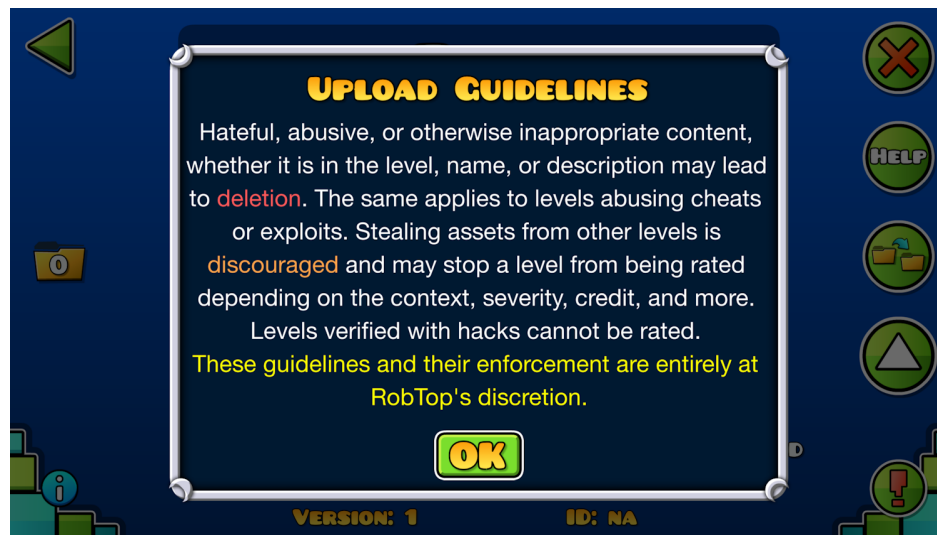 UPLOAD GUIDELINES
Hateful, abusive, or otherwise inappropriate content,
whether it is in the level, name, or description may lead
to deletion. The same applies to levels abusing cheats
or exploits. Stealing assets from other levels is
discouraged and may stop a level from being rated
depending on the context, severity, credit, and more.
Levels verified with hacks cannot be rated.
These guidelines and their enforcement are entirely at
RobTop's discretion.
OK
HELP
0
D
VERSION: 1
ID: NA